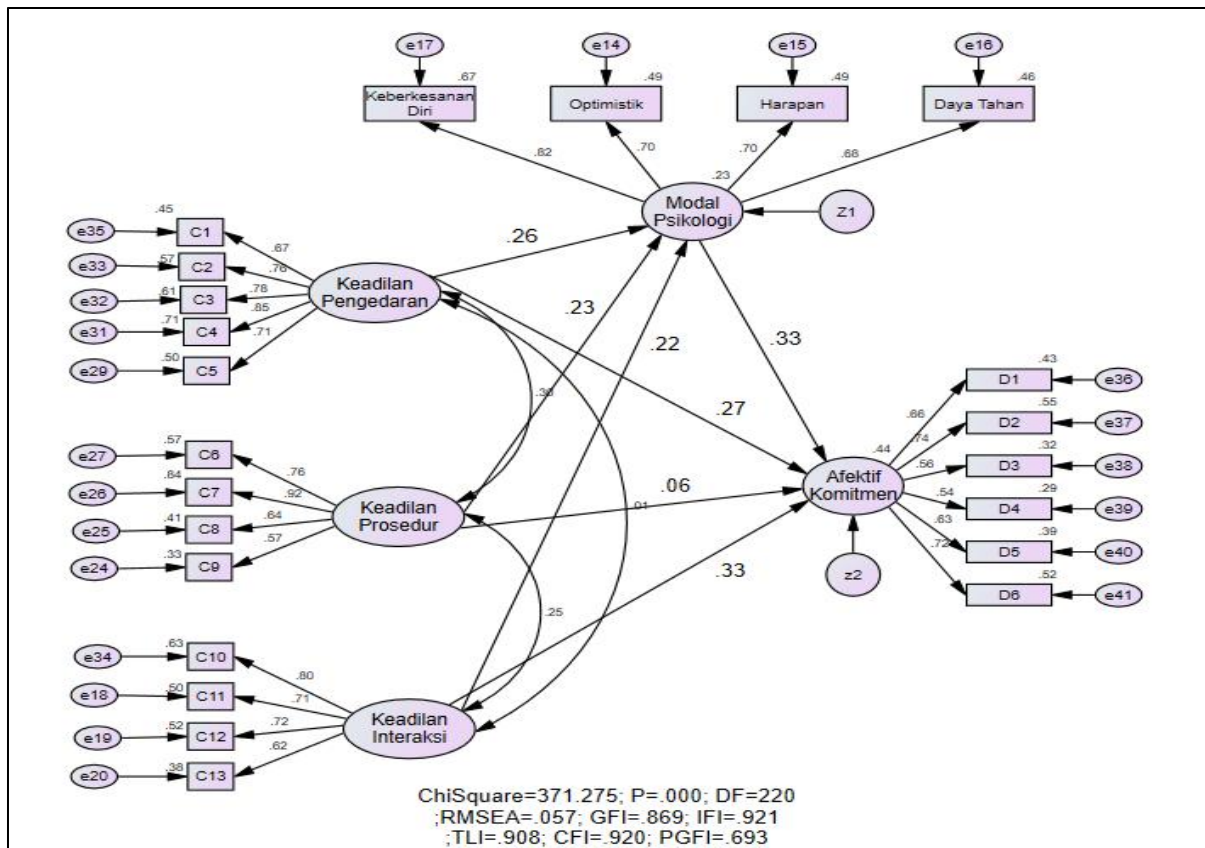 e17
e14
e15
e16
.67
.49
.49
.46
Keberkesanan
Diri
Optimistik
Harapan
Daya Tahan
.82
.70
.70
.68
.23
Modal
Psikologi
Z1
.45
e35
C1
.67
.57
e33
C2
.76
.61
e32
C3
.78
.71
e31
C4
.85
.50
e29
C5
.71
Keadilan
Pengedaran
.26
.23
.22
.33
.30
.27
.06
.01
.33
.25
.57
e27
C6
.76
.84
e26
C7
.92
.41
e25
C8
.64
.33
e24
C9
.57
Keadilan
Prosedur
.44
Afektif
Komitmen
z2
.43
.66
D1
e36
.55
.74
D2
e37
.32
.56
D3
e38
.29
.54
D4
e39
.39
.63
D5
e40
.52
.72
D6
e41
.63
e34
C10
.80
.50
e18
C11
.71
.52
e19
C12
.72
.38
e20
C13
.62
Keadilan
Interaksi
ChiSquare=371.275; P=.000; DF=220
;RMSEA=.057; GFI=.869; IFI=.921
;TLI=.908; CFI=.920; PGFI=.693